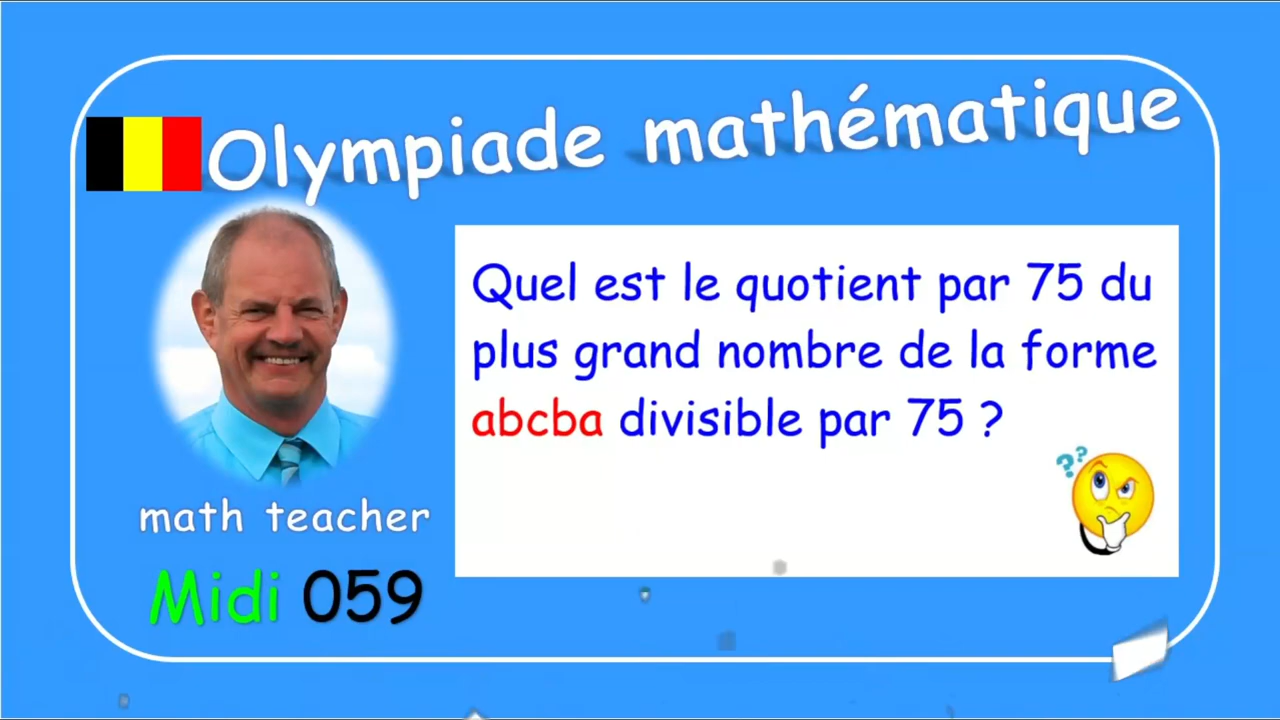 Olympiade mathématique
Quel est le quotient par 75 du
plus grand nombre de la forme
abcba divisible par 75 ?
??
math teacher
Midi 059